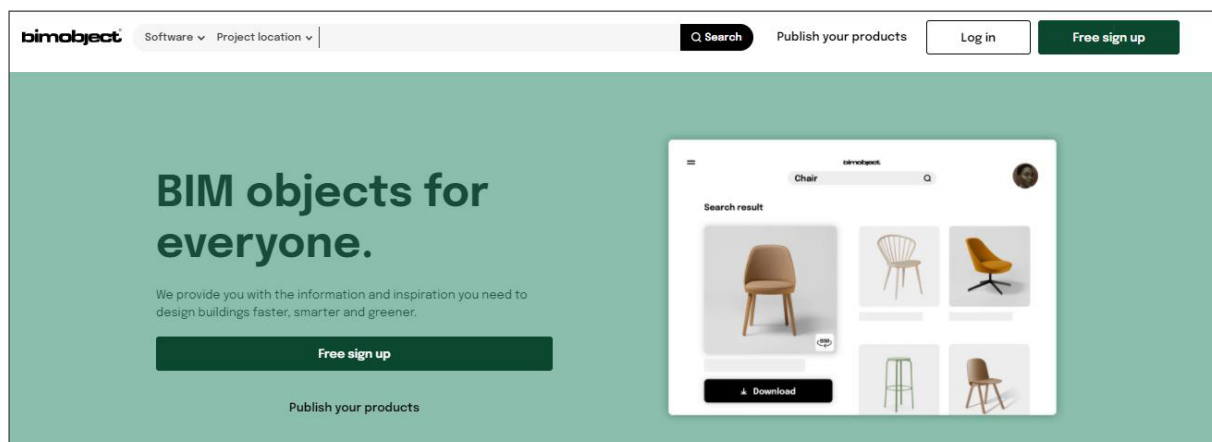 bimobject
Software Project location Search Publish your products Log in Free sign up
BIM objects for
everyone.
We provide you with the information and inspiration you need to
design buildings faster, smarter and greener.
Free sign up
Publish your products
bimobject
Chair
Search result
BIM
Download